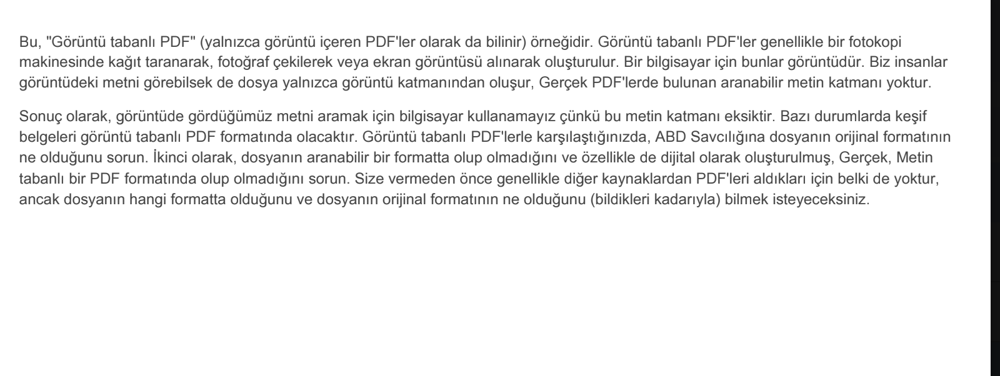 Bu, "Görüntü tabanlı PDF" (yalnızca görüntü içeren PDF'ler olarak da bilinir) örneğidir. Görüntü tabanlı PDF'ler genellikle bir fotokopi
makinesinde kağıt taranarak, fotoğraf çekilerek veya ekran görüntüsü alınarak oluşturulur. Bir bilgisayar için bunlar görüntüdür. Biz insanlar
görüntüdeki metni görebilsek de dosya yalnızca görüntü katmanından oluşur, Gerçek PDF'lerde bulunan aranabilir metin katmanı yoktur.
Sonuç olarak, görüntüde gördüğümüz metni aramak için bilgisayar kullanamayız çünkü bu metin katmanı eksiktir. Bazı durumlarda keşif
belgeleri görüntü tabanlı PDF formatında olacaktır. Görüntü tabanlı PDF'lerle karşılaştığınızda, ABD Savcılığına dosyanın orijinal formatının
ne olduğunu sorun. İkinci olarak, dosyanın aranabilir bir formatta olup olmadığını ve özellikle de dijital olarak oluşturulmuş, Gerçek, Metin
tabanlı bir PDF formatında olup olmadığını sorun. Size vermeden önce genellikle diğer kaynaklardan PDF'leri aldıkları için belki de yoktur,
ancak dosyanın hangi formatta olduğunu ve dosyanın orijinal formatının ne olduğunu (bildikleri kadarıyla) bilmek isteyeceksiniz.